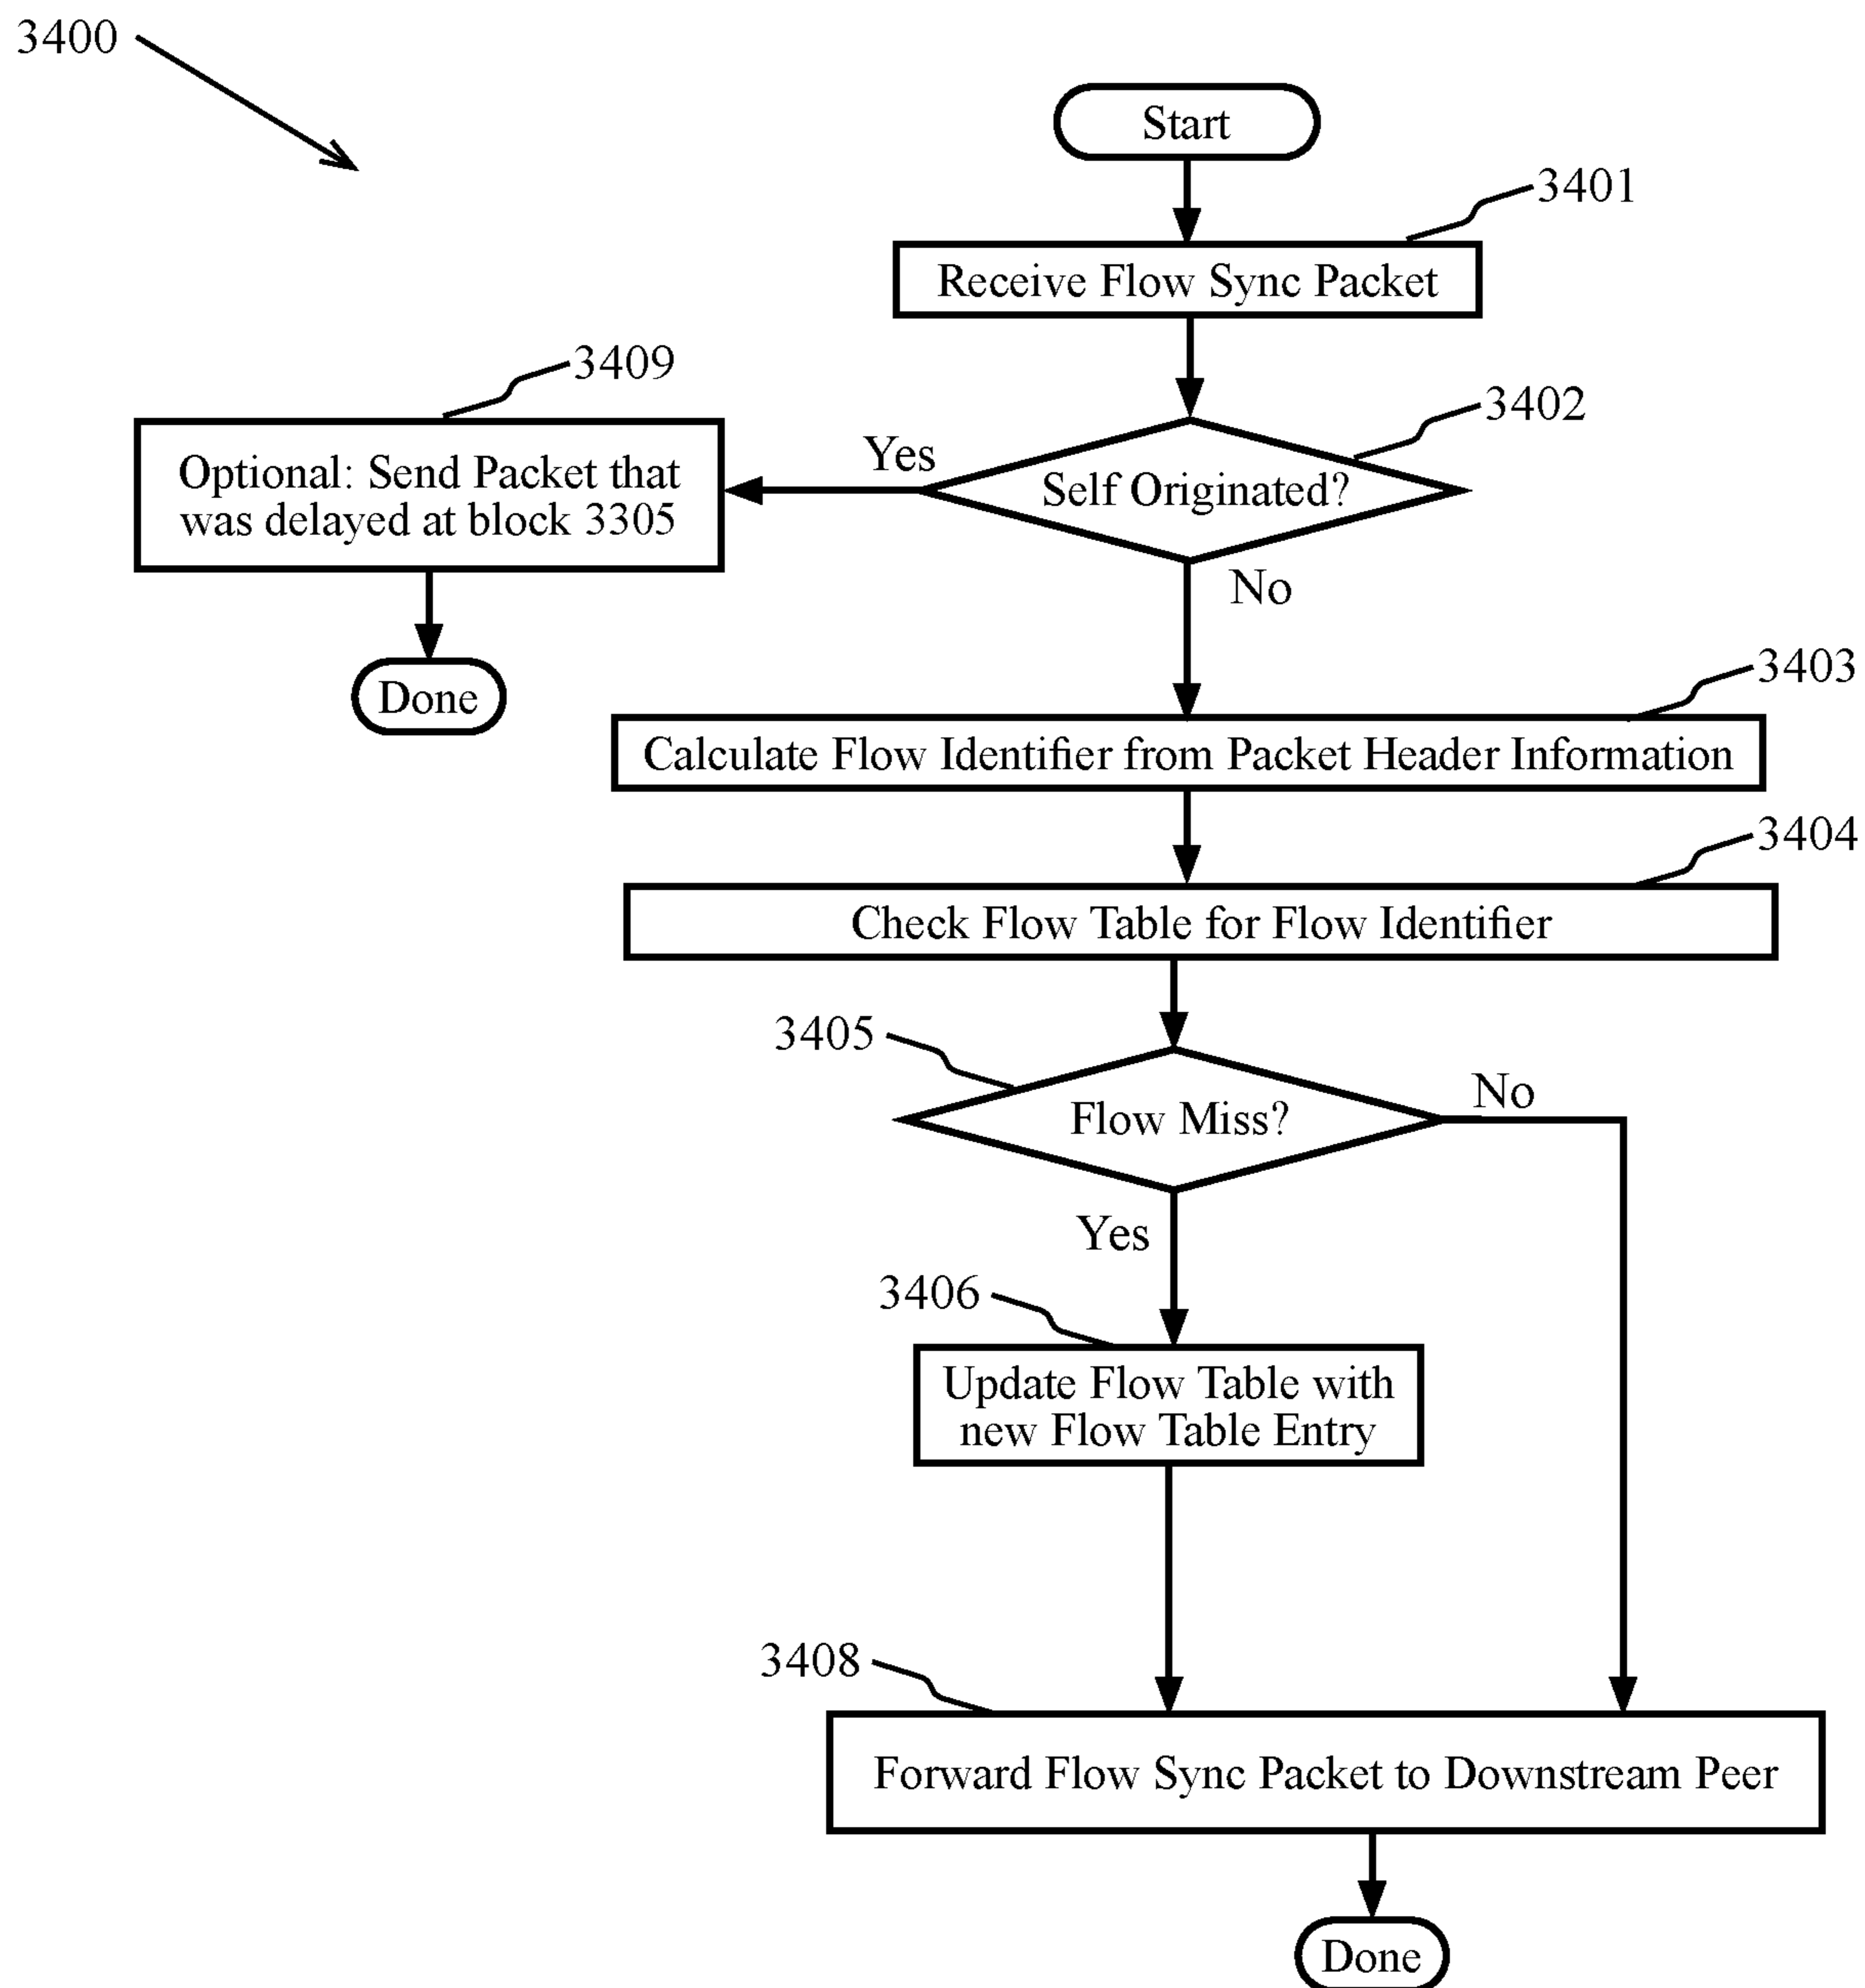 3400
Start
3401
Receive Flow Sync Packet
3409
3402
Yes
Optional: Send Packet that
was delayed at block 3305
Self Originated?
No
Done
3403
Calculate Flow Identifier from Packet Header Information
3404
Check Flow Table for Flow Identifier
3405
No
Flow Miss?
Yes
3406
Update Flow Table with
new Flow Table Entry
3408
Forward Flow Sync Packet to Downstream Peer
Done